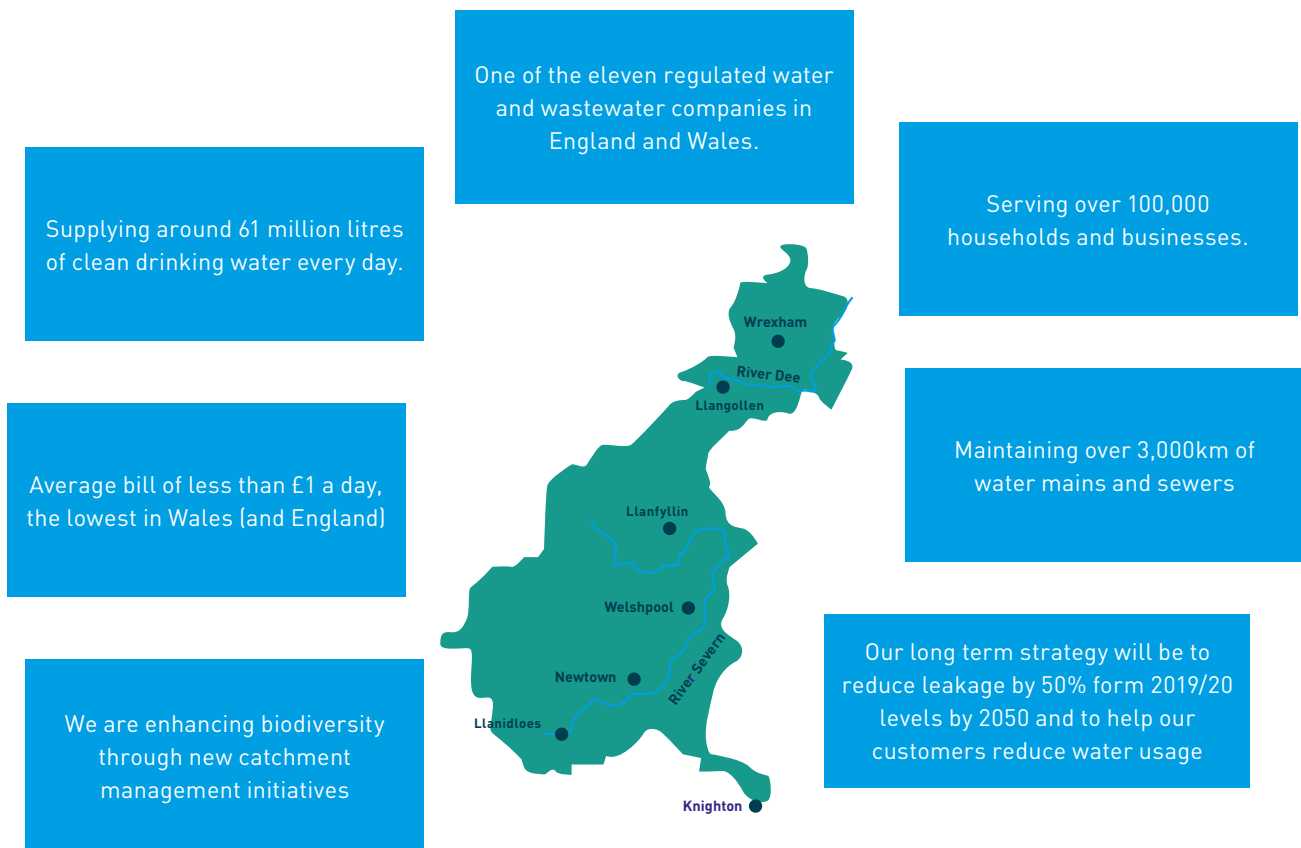 One of the eleven regulated water
and wastewater companies in
England and Wales.
Supplying around 61 million litres
of clean drinking water every day.
Serving over 100,000
households and businesses.
Average bill of less than £1 a day,
the lowest in Wales (and England)
Maintaining over 3,000km of
water mains and sewers
We are enhancing biodiversity
through new catchment
management initiatives
Our long term strategy will be to
reduce leakage by 50% form 2019/20
levels by 2050 and to help our
customers reduce water usage
Wrexham
River Dee
Llangollen
Llanfyllin
Welshpool
River Severn
Newtown
Llanidloes
Knighton